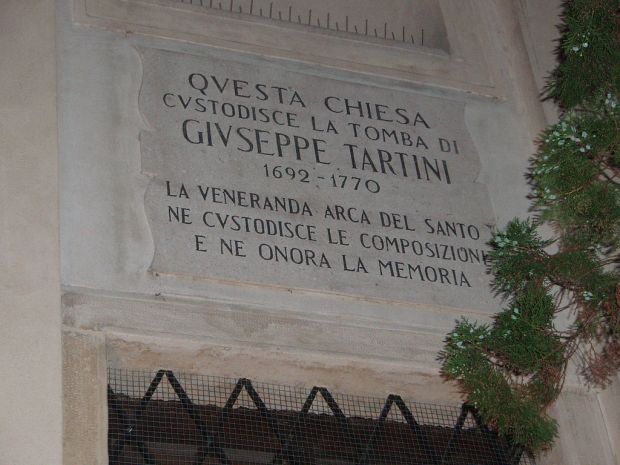 QVESTA CHIESA
CVSTODISCE LA TOMBA DI
GIVSEPPE TARTINI
1692-1770
LA VENERANDA ARCA DEL SANTO
NE CVSTODISCE LE COMPOSIZIONI
E NE ONORA LA MEMORIA